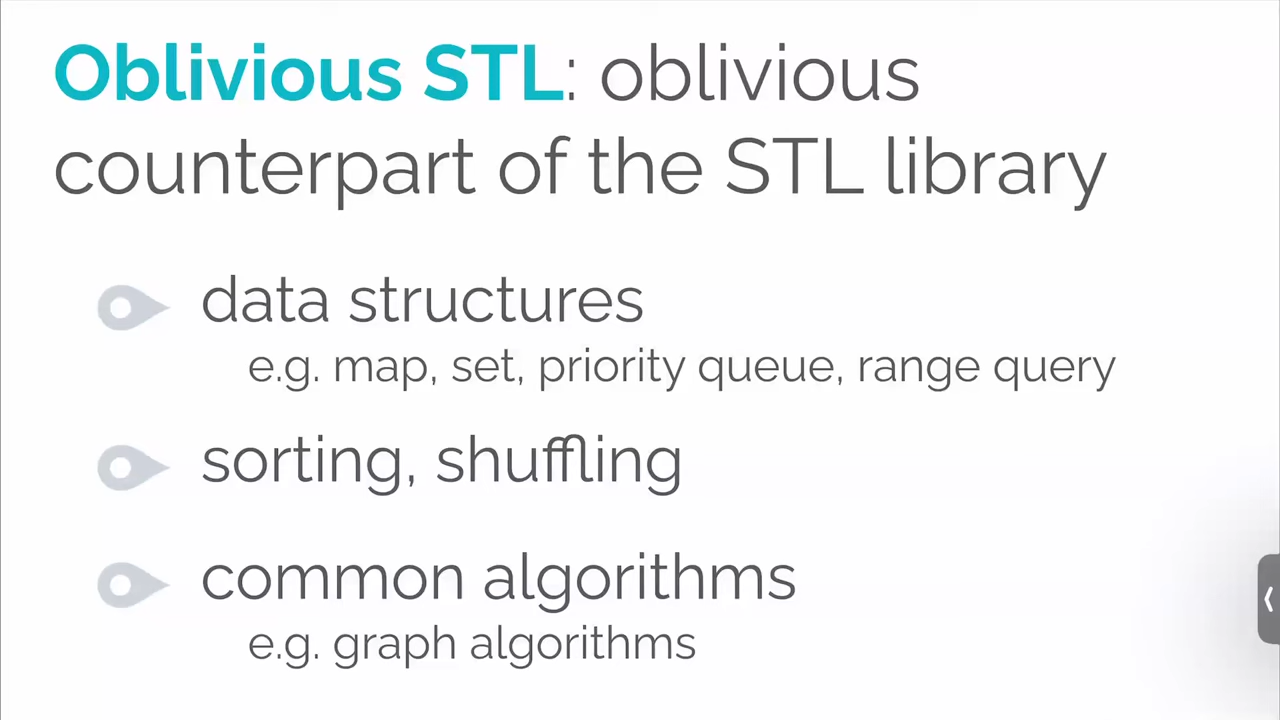 Oblivious STL: oblivious
counterpart of the STL library
data structures
e.g. map, set, priority queue, range query
sorting, shuffling
common algorithms
e.g. graph algorithms